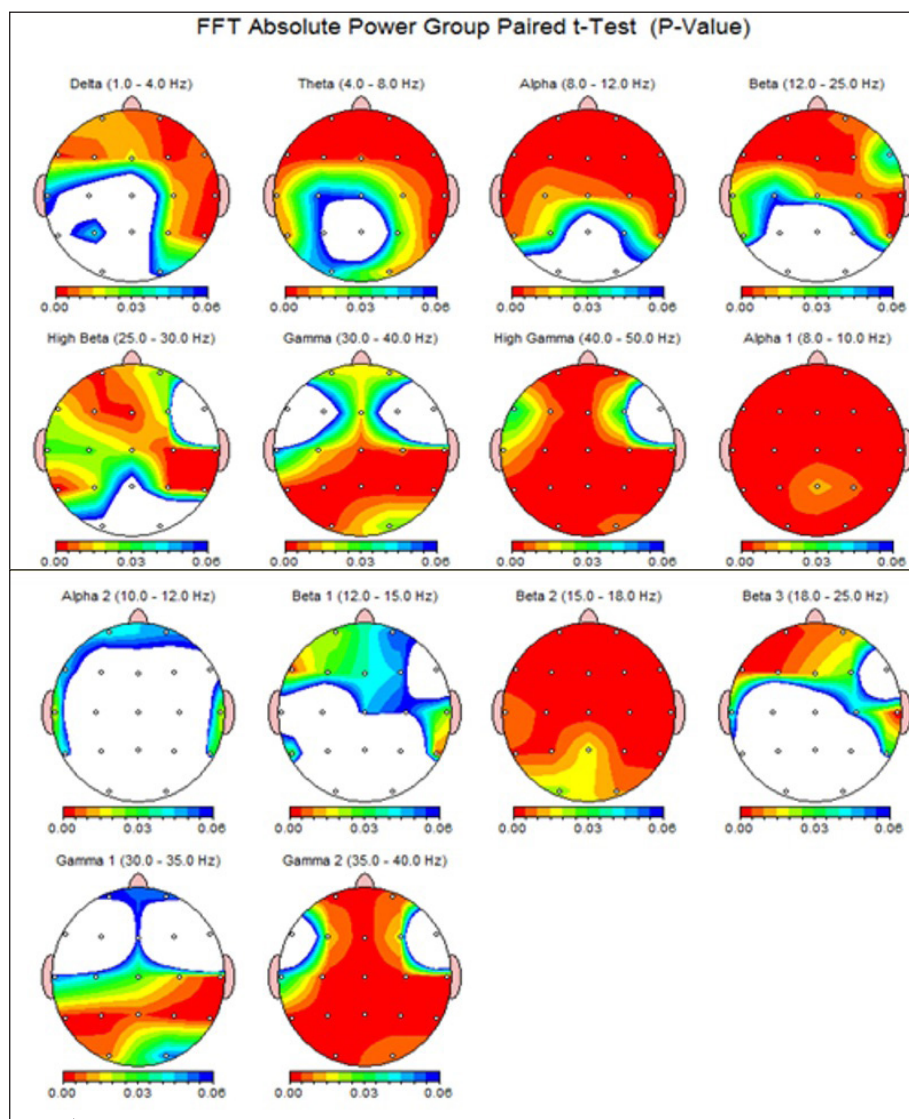 FFT Absolute Power Group Paired t-Test (P-Value)
Delta (1.0 - 4.0 Hz) Theta (4.0 - 8.0 Hz) Alpha (8.0 - 12.0 Hz) Beta (12.0 - 25.0 Hz)
0.00 0.03 0.06 0.00 0.03 0.06 0.00 0.03 0.06 0.00 0.03 0.06
High Beta (25.0 - 30.0 Hz) Gamma (30.0 - 40.0 Hz) High Gamma (40.0 - 50.0 Hz) Alpha 1 (8.0 - 10.0 Hz)
0.00 0.03 0.06 0.00 0.03 0.06 0.00 0.03 0.06 0.00 0.03 0.06
Alpha 2 (10.0 - 12.0 Hz) Beta 1 (12.0 - 15.0 Hz) Beta 2 (15.0 - 18.0 Hz) Beta 3 (18.0 - 25.0 Hz)
0.00 0.03 0.06 0.00 0.03 0.06 0.00 0.03 0.06 0.00 0.03 0.06
Gamma 1 (30.0 - 35.0 Hz) Gamma 2 (35.0 - 40.0 Hz)
0.00 0.03 0.06 0.00 0.03 0.06